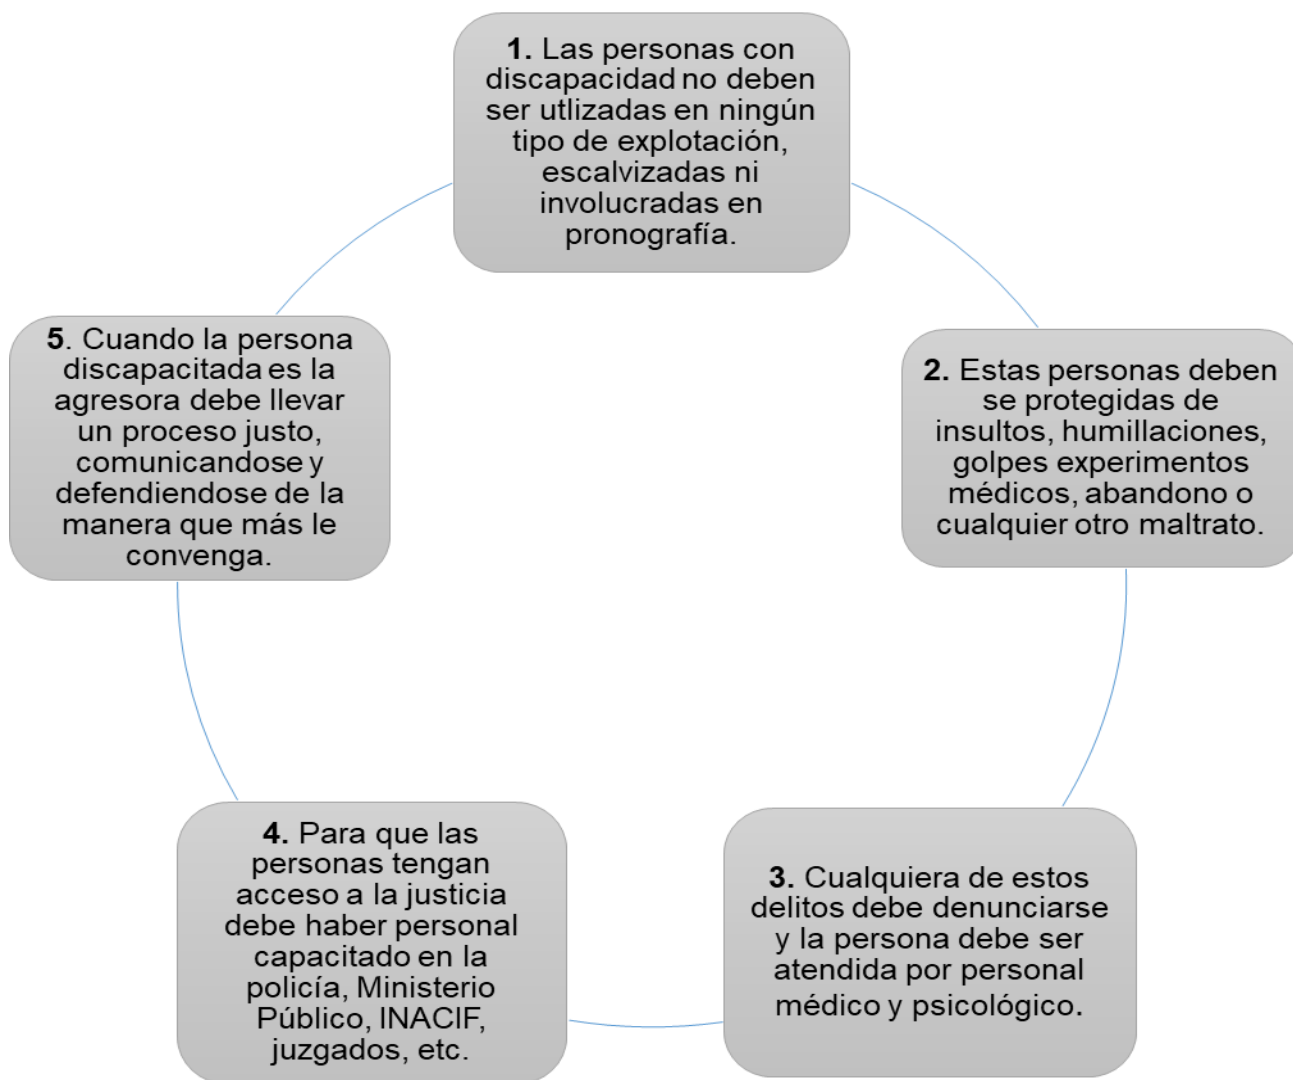 1. Las personas con
discapacidad no deben
ser utlizadas en ningún
tipo de explotación,
escalvizadas ni
involucradas en
pronografía.
2. Estas personas deben
se protegidas de
insultos, humillaciones,
golpes experimentos
médicos, abandono o
cualquier otro maltrato.
3. Cualquiera de estos
delitos debe denunciarse
y la persona debe ser
atendida por personal
médico y psicológico.
4. Para que las
personas tengan
acceso a la justicia
debe haber personal
capacitado en la
policía, Ministerio
Público, INACIF,
juzgados, etc.
5. Cuando la persona
discapacitada es la
agresora debe llevar
un proceso justo,
comunicandose y
defendiendose de la
manera que más le
convenga.